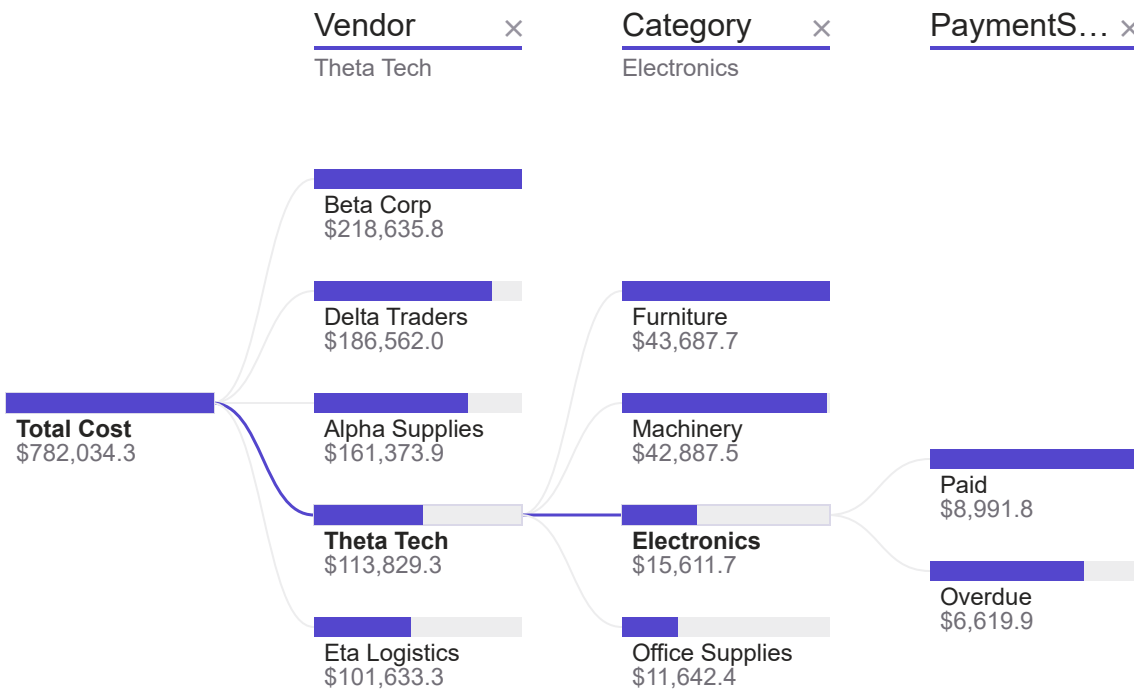 Vendor
Theta Tech
Category
Electronics
PaymentS...
Total Cost
$782,034.3
Beta Corp
$218,635.8
Delta Traders
$186,562.0
Alpha Supplies
$161,373.9
Theta Tech
$113,829.3
Eta Logistics
$101,633.3
Furniture
$43,687.7
Machinery
$42,887.5
Electronics
$15,611.7
Office Supplies
$11,642.4
Paid
$8,991.8
Overdue
$6,619.9